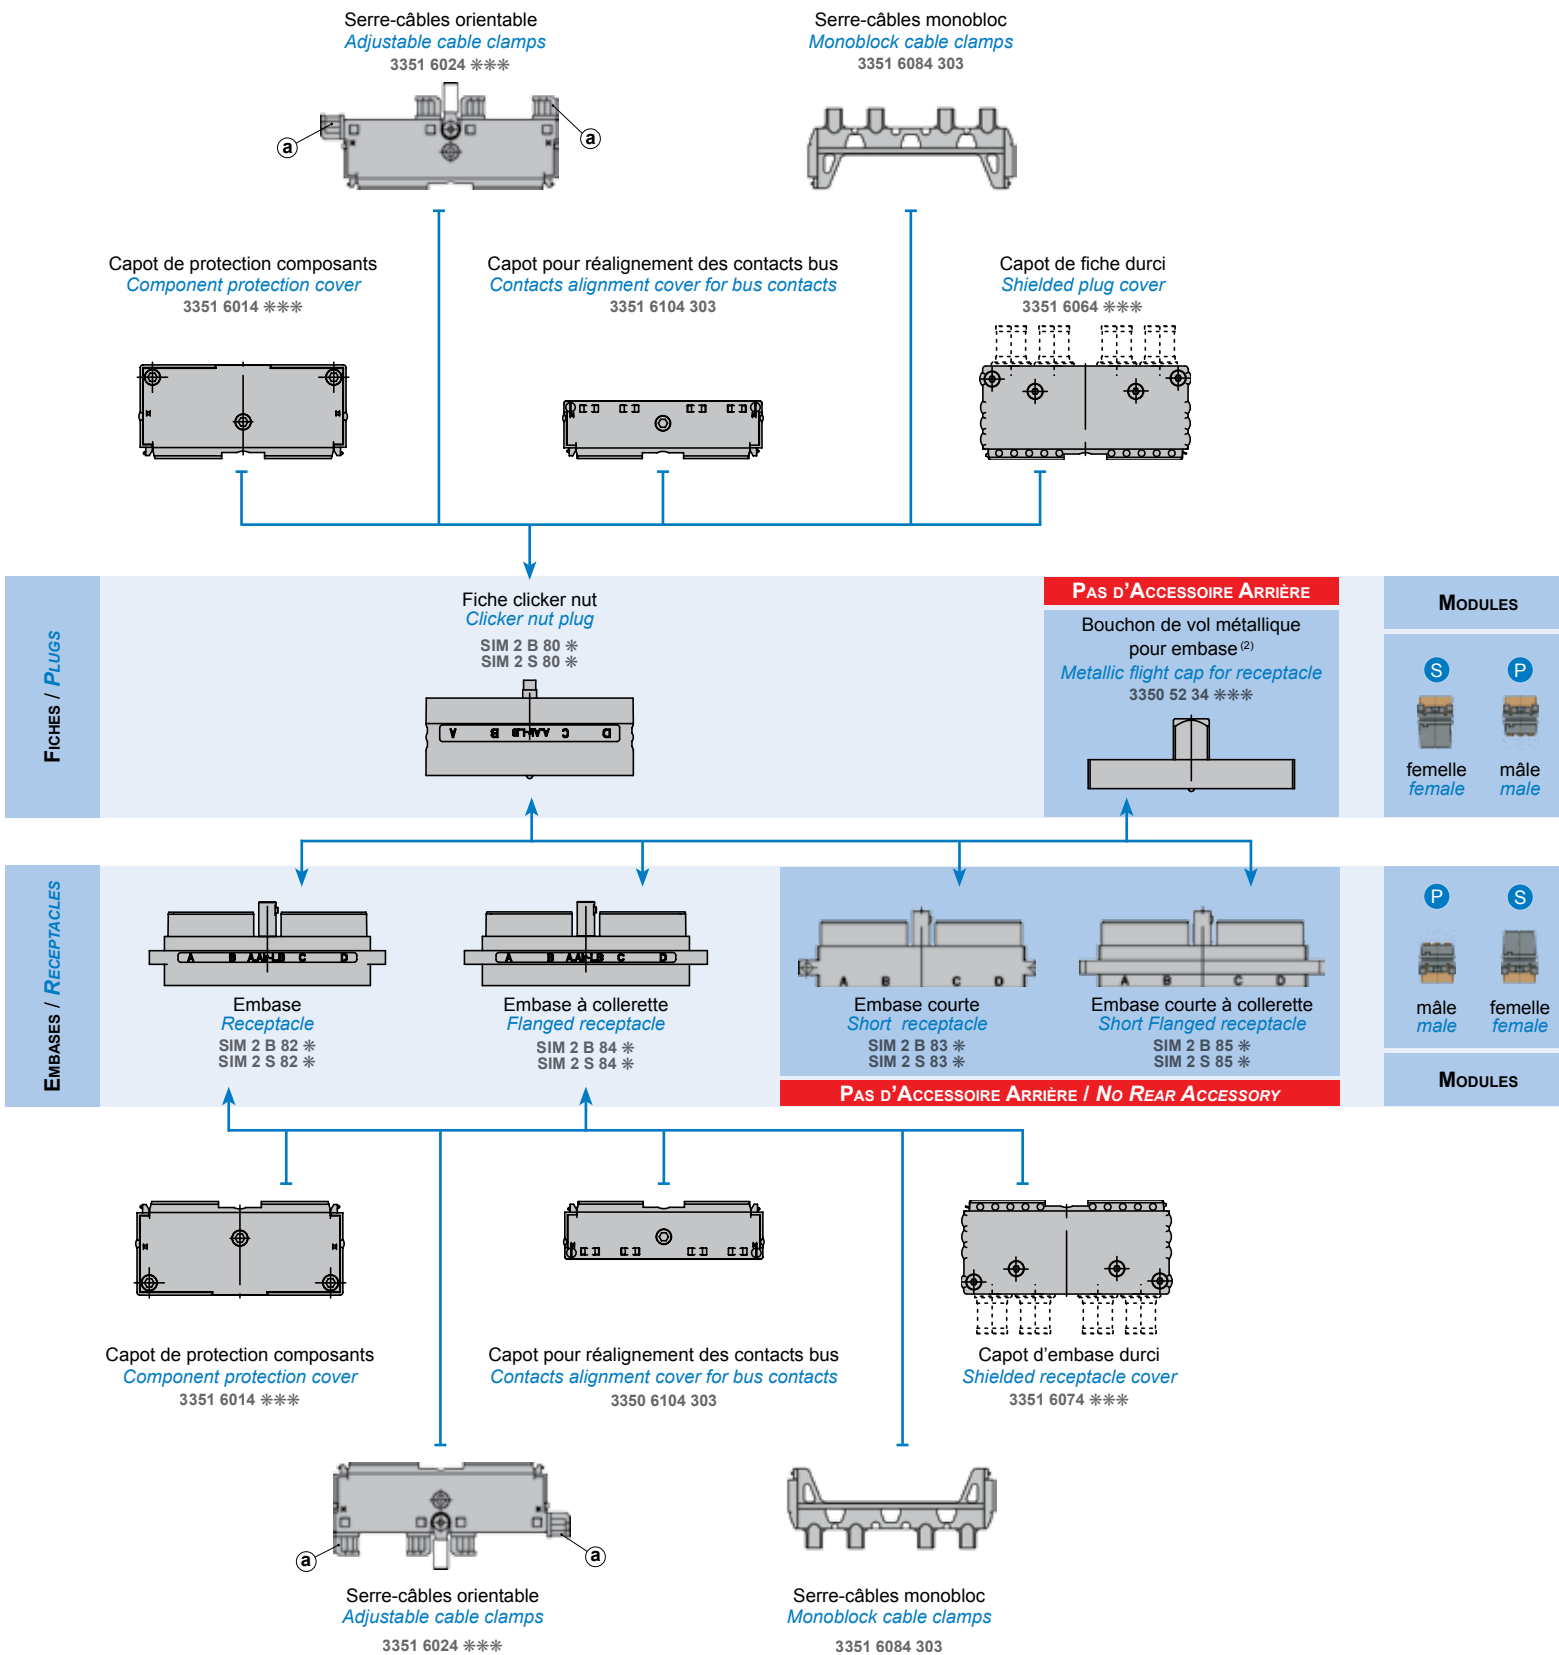 Serre-câbles orientable
Adjustable cable clamps
3351 6024 ✳✳✳
Serre-câbles monobloc
Monoblock cable clamps
3351 6084 303
a
a
Capot de protection composants
Component protection cover
3351 6014 ✳✳✳
Capot pour réalignement des contacts bus
Contacts alignment cover for bus contacts
3351 6104 303
Capot de fiche durci
Shielded plug cover
3351 6064 ✳✳✳
FICHES / PLUGS
Fiche clicker nut
Clicker nut plug
SIM 2 B 80 ✳
SIM 2 S 80 ✳
A B A.AB-L.B C D
PAS D'ACCESSOIRE ARRIÈRE
Bouchon de vol métallique
pour embase (2)
Metallic flight cap for receptacle
3350 52 34 ✳✳✳
MODULES
S P
femelle mâle
female male
EMBASES / RECEPTACLES
A B A.AB-L.B C D
Embase
Receptacle
SIM 2 B 82 ✳
SIM 2 S 82 ✳
A B A.AB-L.B C D
Embase à collerette
Flanged receptacle
SIM 2 B 84 ✳
SIM 2 S 84 ✳
A B C D
Embase courte
Short receptacle
SIM 2 B 83 ✳
SIM 2 S 83 ✳
A B C D
Embase courte à collerette
Short Flanged receptacle
SIM 2 B 85 ✳
SIM 2 S 85 ✳
PAS D'ACCESSOIRE ARRIÈRE / NO REAR ACCESSORY
P S
mâle femelle
male female
MODULES
Capot de protection composants
Component protection cover
3351 6014 ✳✳✳
Capot pour réalignement des contacts bus
Contacts alignment cover for bus contacts
3350 6104 303
Capot d'embase durci
Shielded receptacle cover
3351 6074 ✳✳✳
a
a
Serre-câbles orientable
Adjustable cable clamps
3351 6024 ✳✳✳
Serre-câbles monobloc
Monoblock cable clamps
3351 6084 303